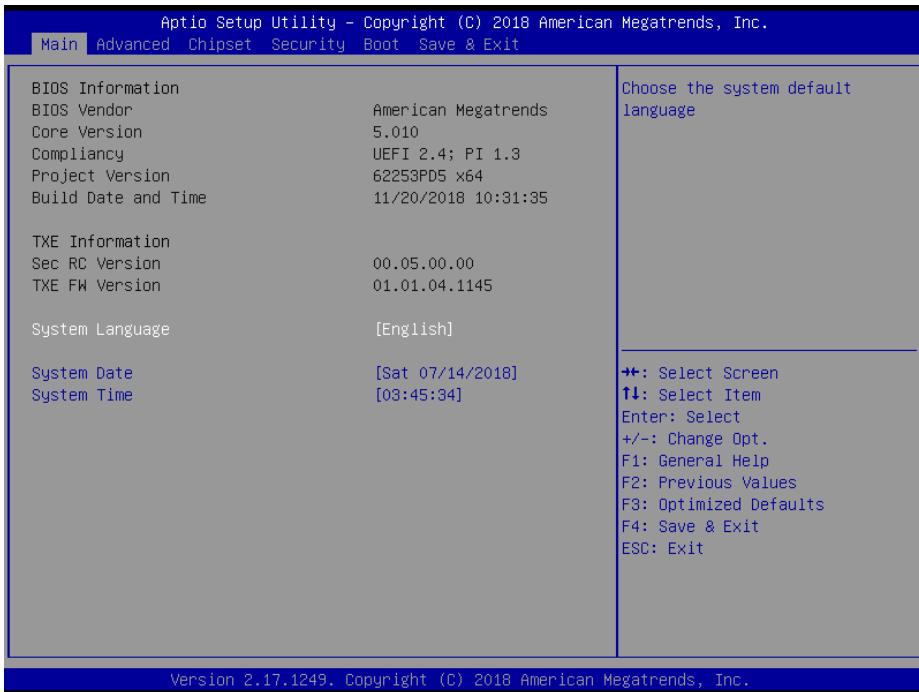 Aptio Setup Utility – Copyright (C) 2018 American Megatrends, Inc.
Main Advanced Chipset Security Boot Save & Exit
BIOS Information
BIOS Vendor American Megatrends
Core Version 5.010
Compliancy UEFI 2.4; PI 1.3
Project Version 62253PD5 x64
Build Date and Time 11/20/2018 10:31:35
TXE Information
Sec RC Version 00.05.00.00
TXE FW Version 01.01.04.1145
System Language [English]
System Date [Sat 07/14/2018]
System Time [03:45:34]
Choose the system default
language
→←: Select Screen
↑↓: Select Item
Enter: Select
+/-: Change Opt.
F1: General Help
F2: Previous Values
F3: Optimized Defaults
F4: Save & Exit
ESC: Exit
Version 2.17.1249. Copyright (C) 2018 American Megatrends, Inc.